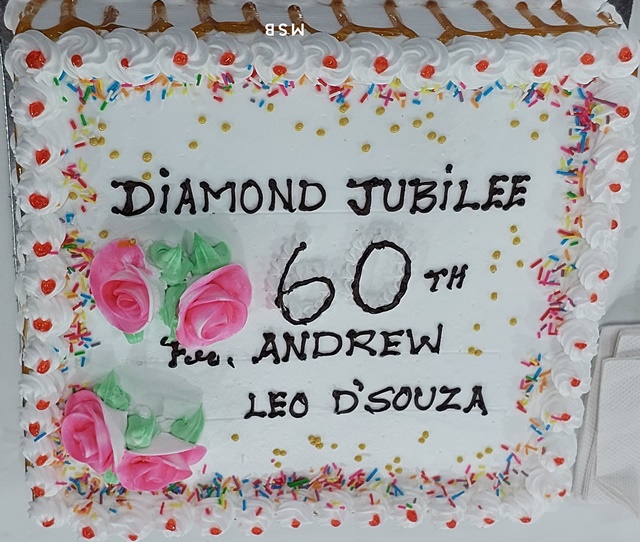 MSB
DiAMOND JUBiLEE
60TH
Fr. ANDREW
LEO D'SOUZA